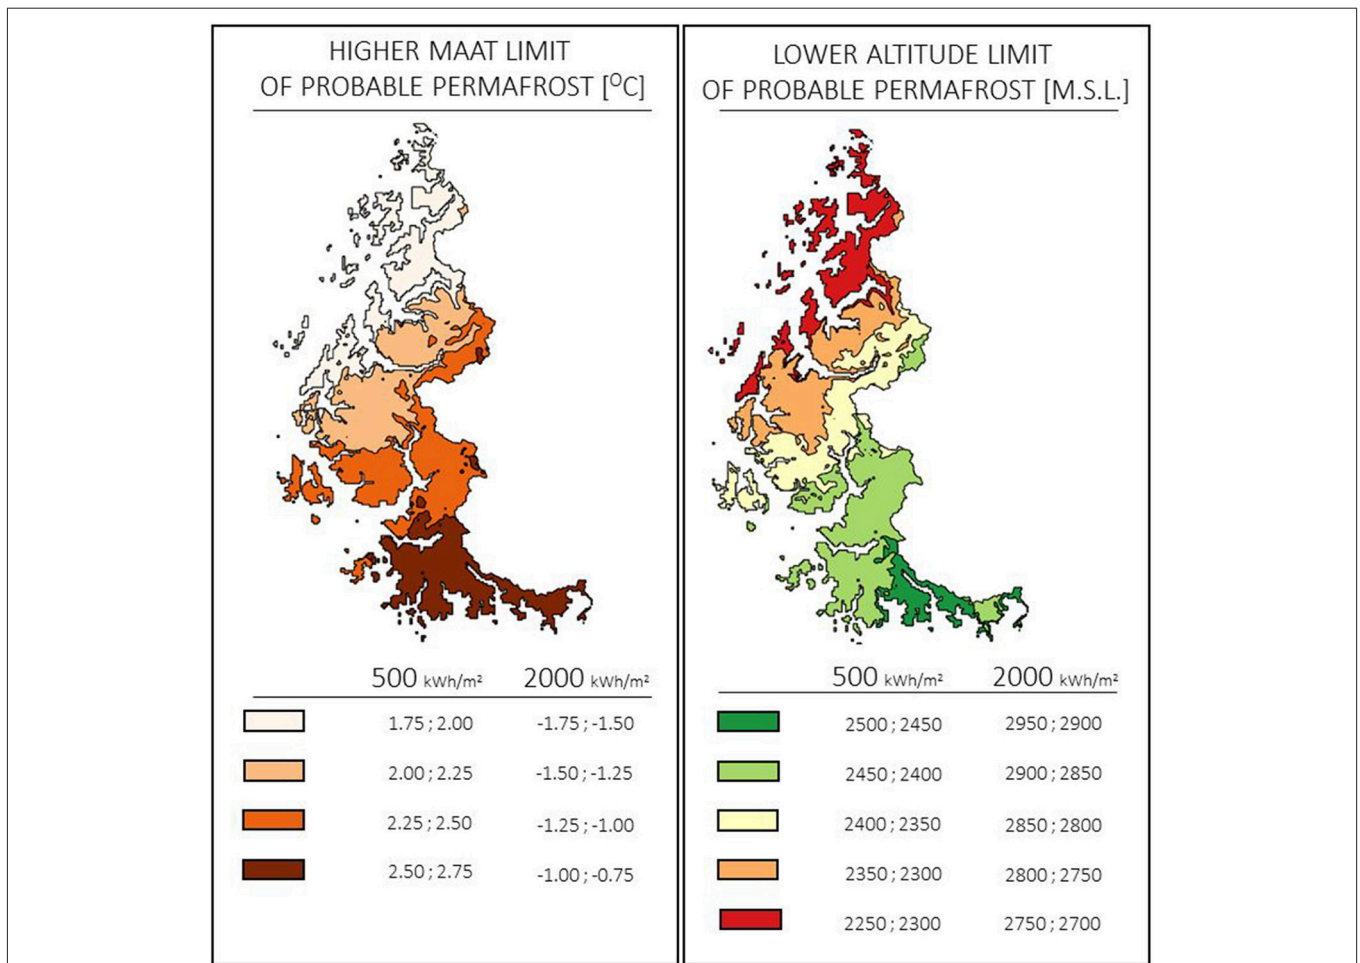 HIGHER MAAT LIMIT
OF PROBABLE PERMAFROST [ᴼC]
500 kWh/m² 2000 kWh/m²
1.75 ; 2.00 -1.75 ; -1.50
2.00 ; 2.25 -1.50 ; -1.25
2.25 ; 2.50 -1.25 ; -1.00
2.50 ; 2.75 -1.00 ; -0.75
LOWER ALTITUDE LIMIT
OF PROBABLE PERMAFROST [M.S.L.]
500 kWh/m² 2000 kWh/m²
2500 ; 2450 2950 ; 2900
2450 ; 2400 2900 ; 2850
2400 ; 2350 2850 ; 2800
2350 ; 2300 2800 ; 2750
2250 ; 2300 2750 ; 2700